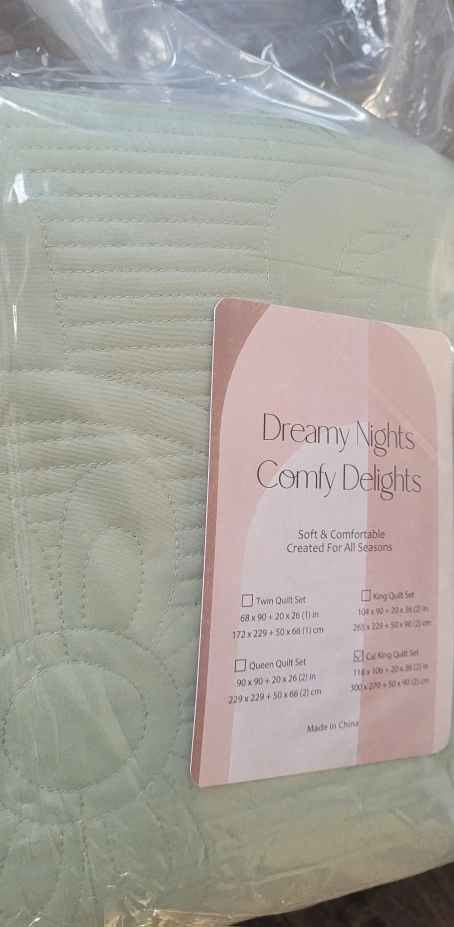 Dreamy Nights
Comfy Delights
Soft & Comfortable
Created For All Seasons
☐ Twin Quilt Set
68 x 90 + 20 x 26 (1) in
172 x 229 + 50 x 66 (1) cm
☐ King Quilt Set
104 x 90 + 20 x 36 (2) in
265 x 229 + 50 x 90 (2) cm
☐ Queen Quilt Set
90 x 90 + 20 x 26 (2) in
229 x 229 + 50 x 66 (2) cm
☑ Cal King Quilt Set
118 x 106 + 20 x 36 (2) in
300 x 270 + 50 x 90 (2) cm
Made in China